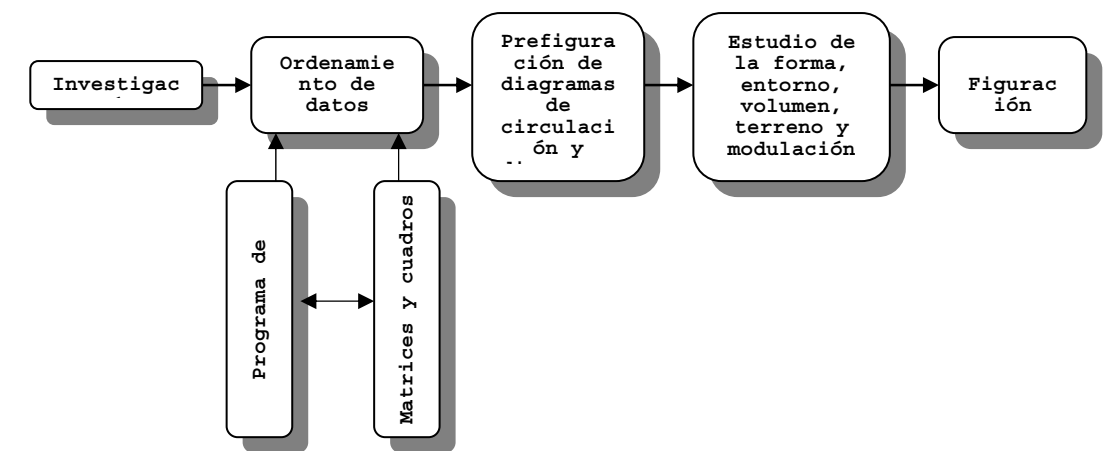 Investigac
Ordenamie
nto de
datos
Prefigura
ción de
diagramas
de
circulaci
ón y
Estudio de
la forma,
entorno,
volumen,
terreno y
modulación
Figurac
ión
Programa de
Matrices y cuadros